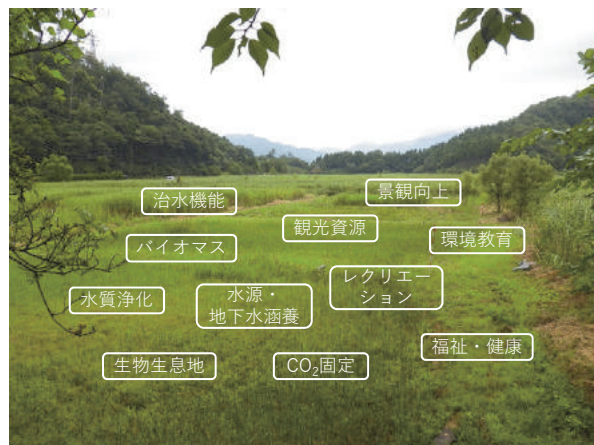 治水機能
景観向上
観光資源
環境教育
バイオマス
レクリエー
ション
水質浄化
水源・
地下水涵養
福祉・健康
生物生息地
CO₂固定